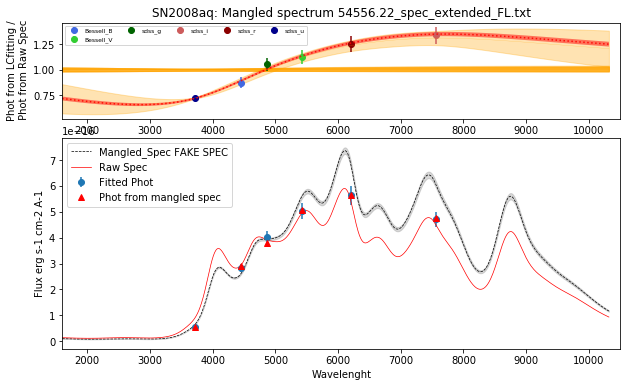 SN2008aq: Mangled spectrum 54556.22_spec_extended_FL.txt
Phot from LCfitting /
Phot from Raw Spec
1.25
1.00
0.75
Bessell_B
Bessell_V
sdss_g
sdss_i
sdss_r
sdss_u
2000 3000 4000 5000 6000 7000 8000 9000 10000
1e−16
Flux erg s-1 cm-2 A-1
7
6
5
4
3
2
1
0
Mangled_Spec FAKE SPEC
Raw Spec
Fitted Phot
Phot from mangled spec
2000 3000 4000 5000 6000 7000 8000 9000 10000
Wavelenght